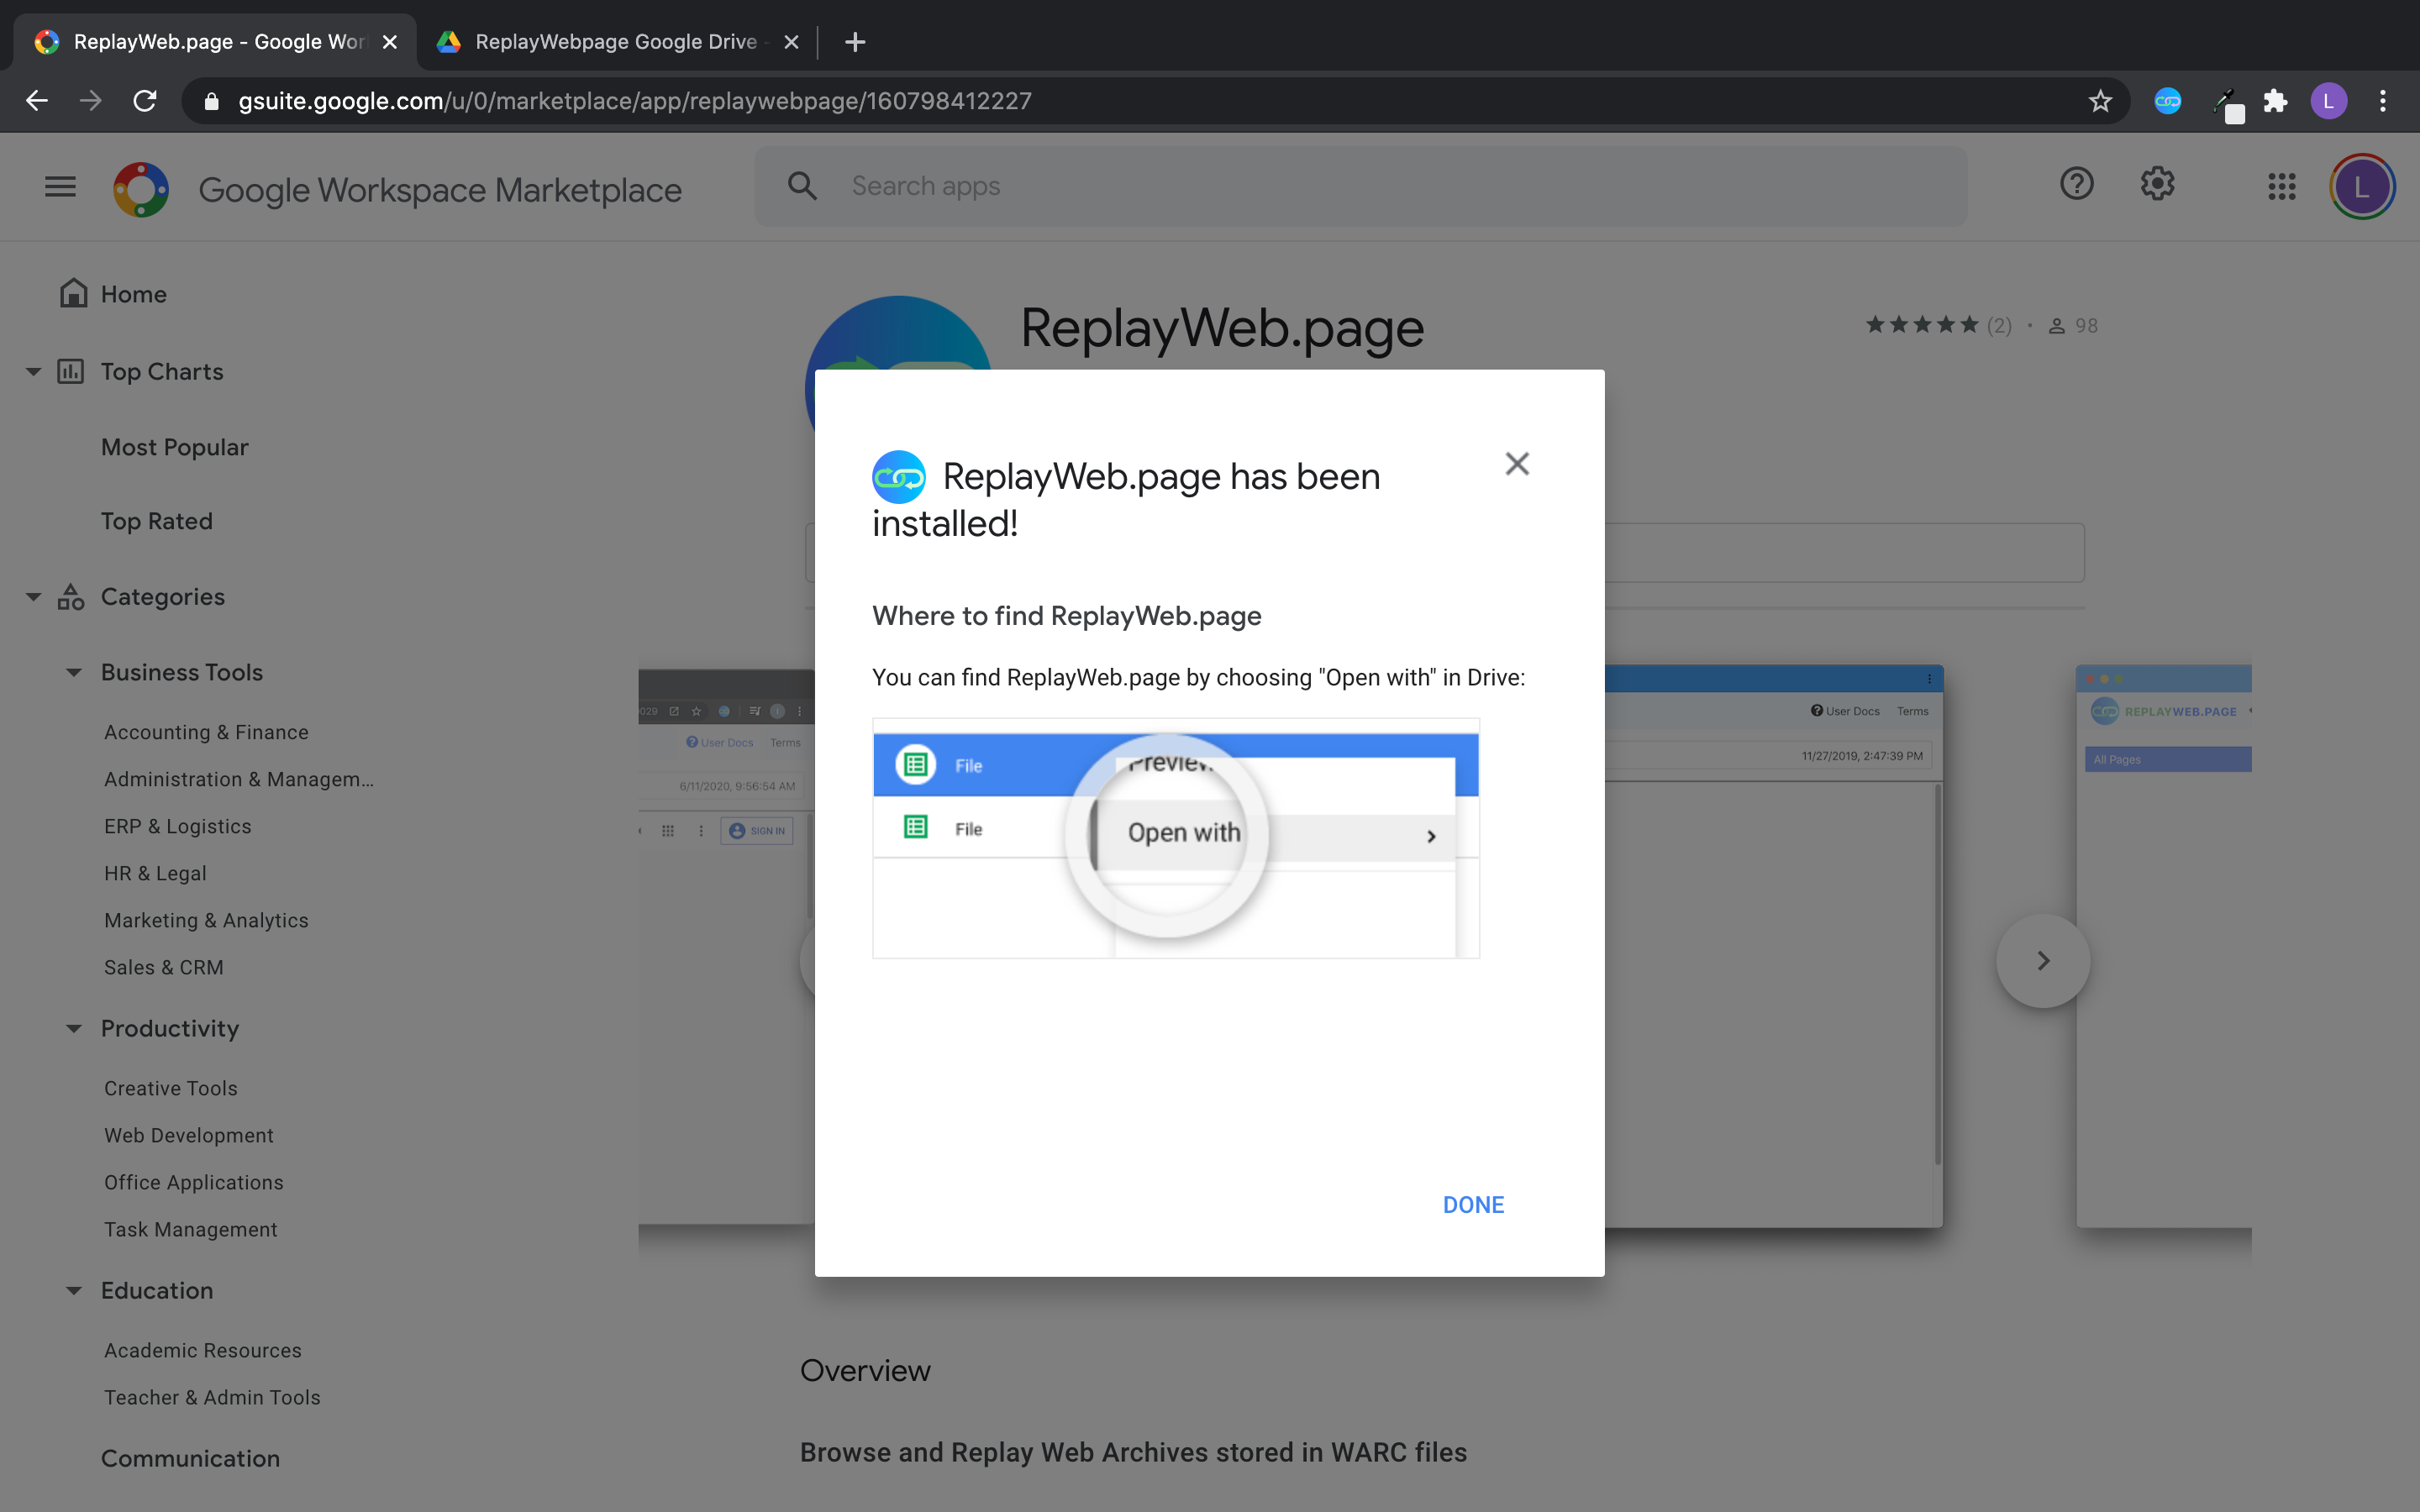 ReplayWeb.page - Google Wor
ReplayWebpage Google Drive -
gsuite.google.com/u/0/marketplace/app/replaywebpage/160798412227
L
Google Workspace Marketplace
Search apps
L
Home
Top Charts
Most Popular
Top Rated
Categories
Business Tools
Accounting & Finance
Administration & Managem...
ERP & Logistics
HR & Legal
Marketing & Analytics
Sales & CRM
Productivity
Creative Tools
Web Development
Office Applications
Task Management
Education
Academic Resources
Teacher & Admin Tools
Communication
ReplayWeb.page
(2)
98
ReplayWeb.page has been
installed!
Where to find ReplayWeb.page
You can find ReplayWeb.page by choosing "Open with" in Drive:
File
Preview
File
Open with
DONE
029
User Docs Terms
6/11/2020, 9:56:54 AM
SIGN IN
User Docs Terms
11/27/2019, 2:47:39 PM
REPLAYWEB.PAGE
All Pages
Overview
Browse and Replay Web Archives stored in WARC files